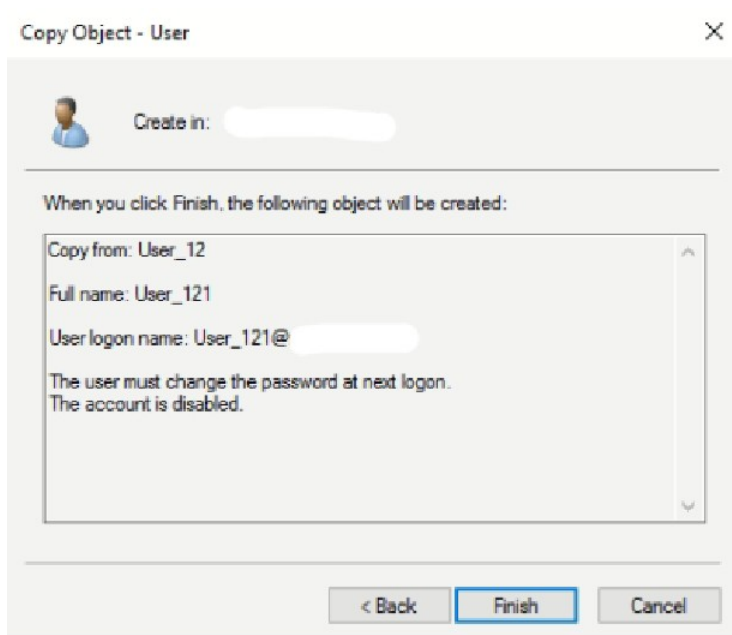 Copy Object - User
Create in:
When you click Finish, the following object will be created:
Copy from: User_12
Full name: User_121
User logon name: User_121@
The user must change the password at next logon.
The account is disabled.
< Back
Finish
Cancel